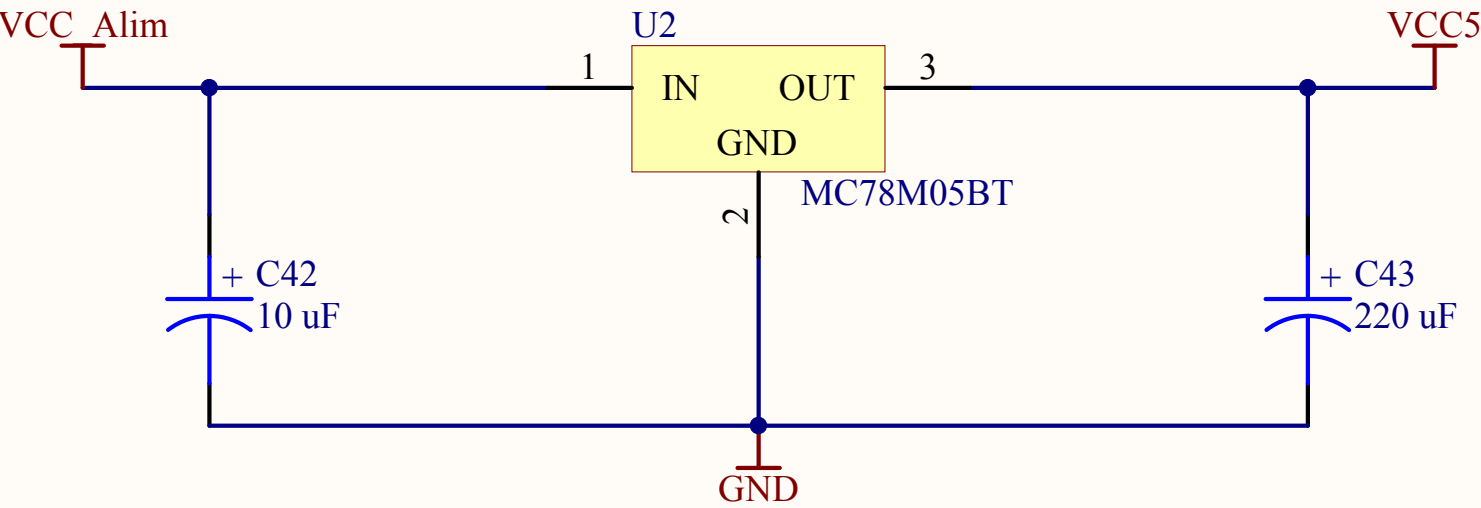 VCC_Alim
U2
VCC5
1
IN
OUT
3
GND
MC78M05BT
2
+ C42
10 uF
+ C43
220 uF
GND